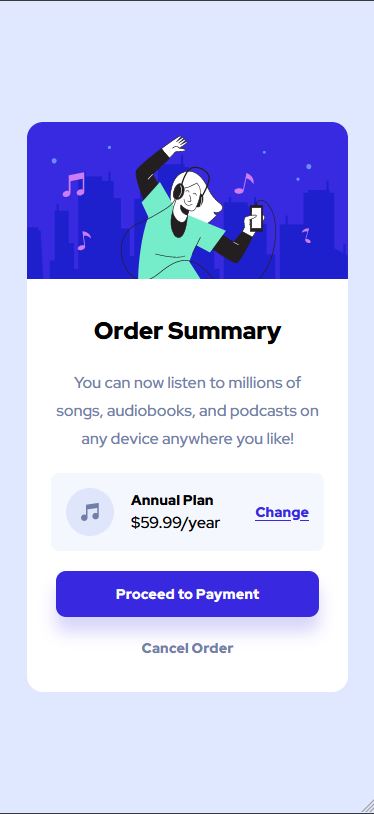 Order Summary
You can now listen to millions of
songs, audiobooks, and podcasts on
any device anywhere you like!
Annual Plan
$59.99/year
Change
Proceed to Payment
Cancel Order